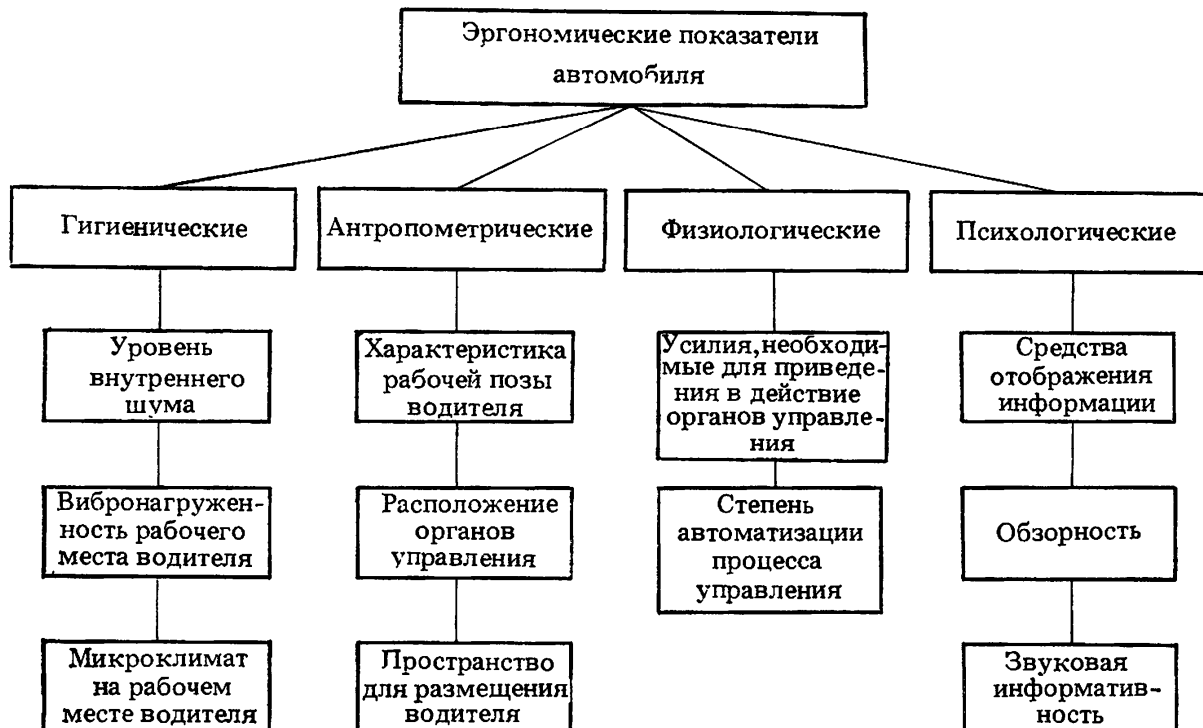 Эргономические показатели
автомобиля
Гигиенические
Антропометрические
Физиологические
Психологические
Уровень
внутреннего
шума
Характеристика
рабочей позы
водителя
Усилия, необходи-
мые для приведе-
ния в действие
органов управле-
ния
Средства
отображения
информации
Вибронагружен-
ность рабочего
места водителя
Расположение
органов
управления
Степень
автоматизации
процесса
управления
Обзорность
Микроклимат
на рабочем
месте водителя
Пространство
для размещения
водителя
Звуковая
информатив-
ность